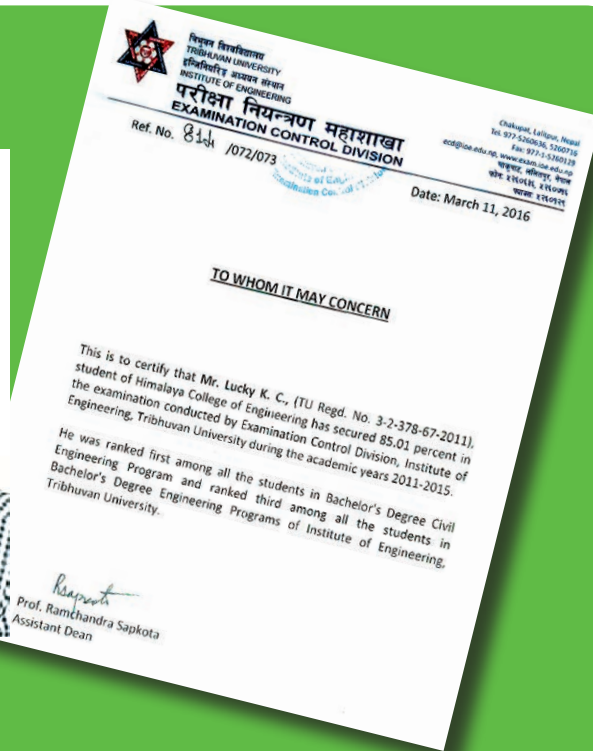 त्रिभुवन विश्वविद्यालय
TRIBHUVAN UNIVERSITY
इन्जिनियरिङ अध्ययन संस्थान
INSTITUTE OF ENGINEERING
परीक्षा नियन्त्रण महाशाखा
EXAMINATION CONTROL DIVISION
Chakupat, Lalitpur, Nepal
Tel. 977-5260636, 5260716
Fax: 977-1-5260129
ecd@ioe.edu.np, www.exam.ioe.edu.np
Ref. No. /072/073
Examination Control
Date: March 11, 2016
TO WHOM IT MAY CONCERN
This is to certify that Mr. Lucky K. C., (TU Regd. No. 3-2-378-67-2011),
student of Himalaya College of Engineering has secured 85.01 percent in
the examination conducted by Examination Control Division, Institute of
Engineering, Tribhuvan University during the academic years 2011-2015.
He was ranked first among all the students in Bachelor's Degree Civil
Engineering Program and ranked third among all the students in
Bachelor's Degree Engineering Programs of Institute of Engineering,
Tribhuvan University.
Prof. Ramchandra Sapkota
Assistant Dean